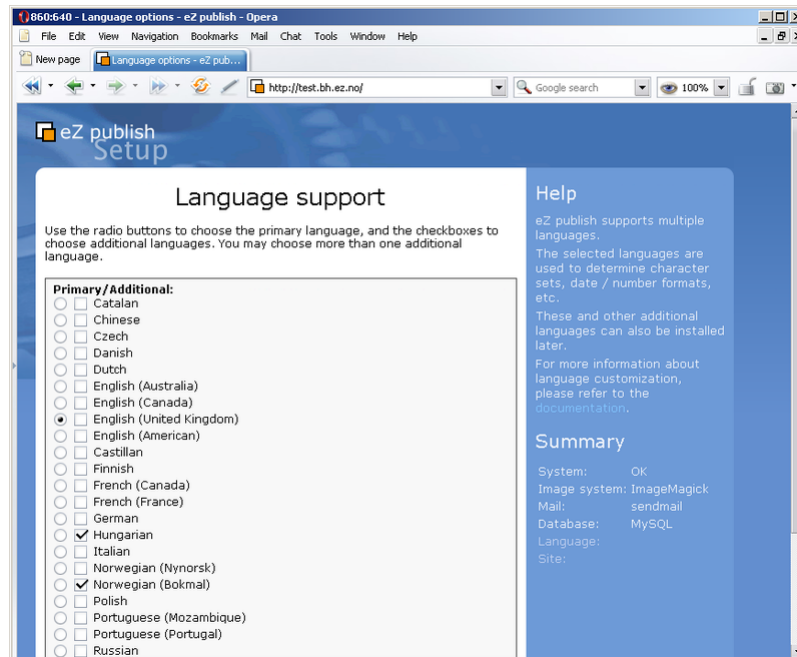 860:640 - Language options - eZ publish - Opera
File Edit View Navigation Bookmarks Mail Chat Tools Window Help
New page Language options - eZ pub...
http://test.bh.ez.no/ Google search 100%
eZ publish
Setup
Language support
Use the radio buttons to choose the primary language, and the checkboxes to
choose additional languages. You may choose more than one additional
language.
Primary/Additional:
Catalan
Chinese
Czech
Danish
Dutch
English (Australia)
English (Canada)
English (United Kingdom)
English (American)
Castillan
Finnish
French (Canada)
French (France)
German
Hungarian
Italian
Norwegian (Nynorsk)
Norwegian (Bokmal)
Polish
Portuguese (Mozambique)
Portuguese (Portugal)
Russian
Help
eZ publish supports multiple
languages.
The selected languages are
used to determine character
sets, date / number formats,
etc.
These and other additional
languages can also be installed
later.
For more information about
language customization,
please refer to the
documentation.
Summary
System: OK
Image system: ImageMagick
Mail: sendmail
Database: MySQL
Language:
Site: